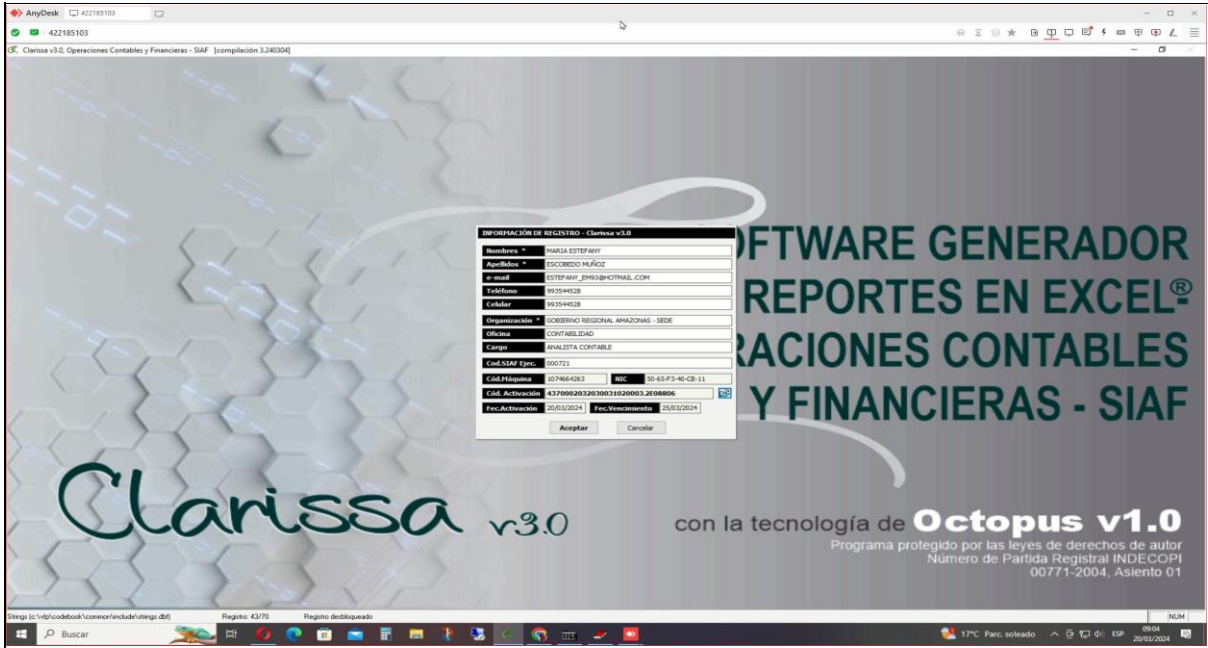 AnyDesk 422185103
422185103
Clarissa v3.0, Operaciones Contables y Financieras - SIAF [compilación 3.240304]
INFORMACIÓN DE REGISTRO - Clarissa v3.0
Nombres * MARIA ESTEFANY
Apellidos * ESCOBEDO MUÑOZ
e-mail ESTEFANY_EM93@HOTMAIL.COM
Teléfono 993544528
Celular 993544528
Organización * GOBIERNO REGIONAL AMAZONAS - SEDE
Oficina CONTABILIDAD
Cargo ANALISTA CONTABLE
Cod.SIAF Ejec. 000721
Cód.Máquina 1074664263 NIC 50-65-F3-40-CB-11
Cód. Activación 4370002032030031020003.2E08806
Fec.Activación 20/03/2024 Fec.Vencimiento 25/03/2024
Aceptar Cancelar
OFTWARE GENERADOR
REPORTES EN EXCEL®
RACIONES CONTABLES
Y FINANCIERAS - SIAF
Clarissa v3.0
con la tecnología de Octopus v1.0
Programa protegido por las leyes de derechos de autor
Número de Partida Registral INDECOPI
00771-2004, Asiento 01
Strings (c:\vfp\codebook\common\include\strings.dbf) Registro: 43/70 Registro desbloqueado NUM
Buscar 17°C Parc. soleado ESP 09:04
20/03/2024